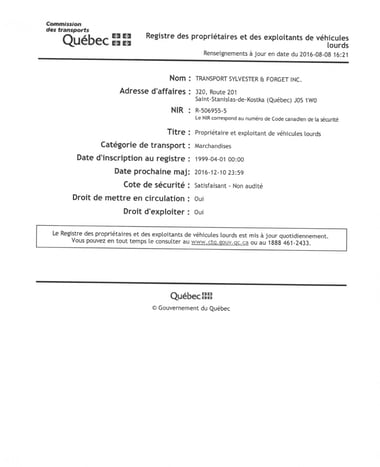 Commission
des transports
Québec
Registre des propriétaires et des exploitants de véhicules
lourds
Renseignements à jour en date du 2016-08-08 16:21
Nom : TRANSPORT SYLVESTER & FORGET INC.
Adresse d'affaires : 320, Route 201
Saint-Stanislas-de-Kostka (Québec) J0S 1W0
NIR : R-506955-5
Le NIR correspond au numéro de Code canadien de la sécurité
Titre : Propriétaire et exploitant de véhicules lourds
Catégorie de transport : Marchandises
Date d'inscription au registre : 1999-04-01 00:00
Date prochaine maj: 2016-12-10 23:59
Cote de sécurité : Satisfaisant - Non audité
Droit de mettre en circulation : Oui
Droit d'exploiter : Oui
Le Registre des propriétaires et des exploitants de véhicules lourds est mis à jour quotidiennement.
Vous pouvez en tout temps le consulter au www.ctq.gouv.qc.ca ou au 1888 461-2433.
Québec
© Gouvernement du Québec